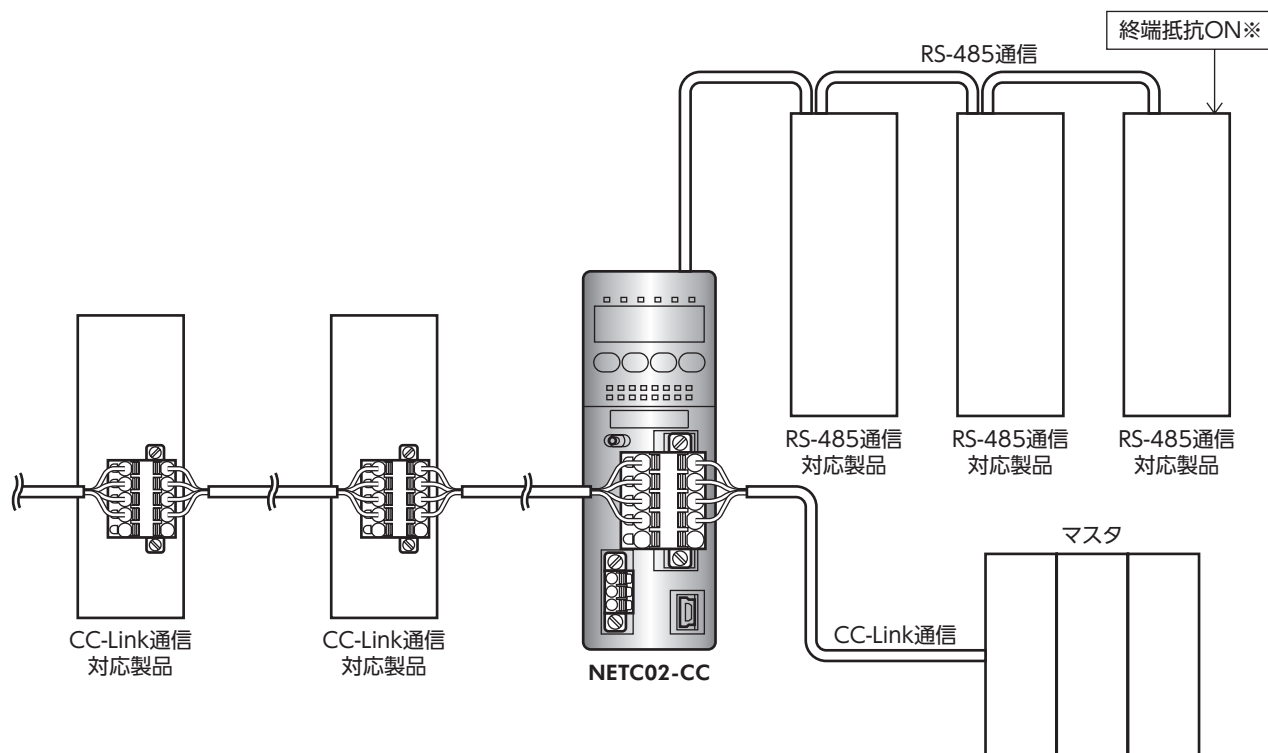 終端抵抗ON※
RS-485通信
RS-485通信
対応製品
RS-485通信
対応製品
RS-485通信
対応製品
マスタ
CC-Link通信
CC-Link通信
対応製品
CC-Link通信
対応製品
NETC02-CC